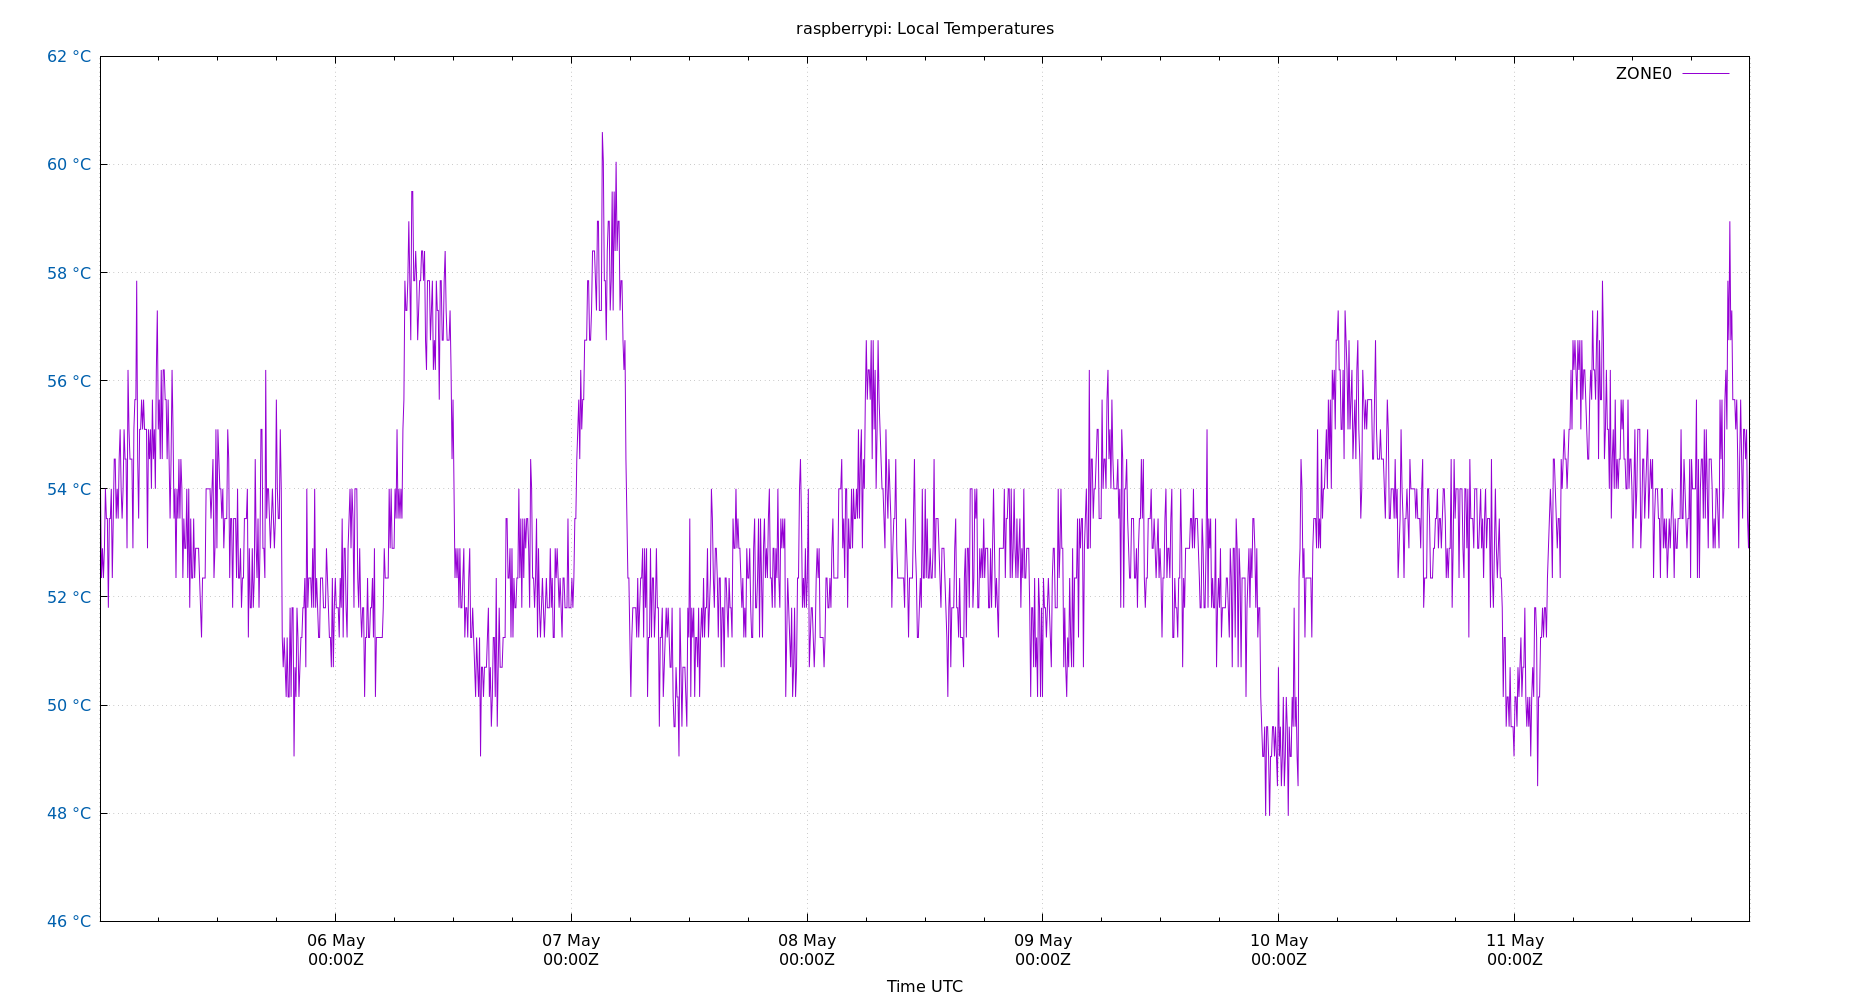 raspberrypi: Local Temperatures
62 °C
ZONE0
60 °C
58 °C
56 °C
54 °C
52 °C
50 °C
48 °C
46 °C
06 May 07 May 08 May 09 May 10 May 11 May
00:00Z 00:00Z 00:00Z 00:00Z 00:00Z 00:00Z
Time UTC